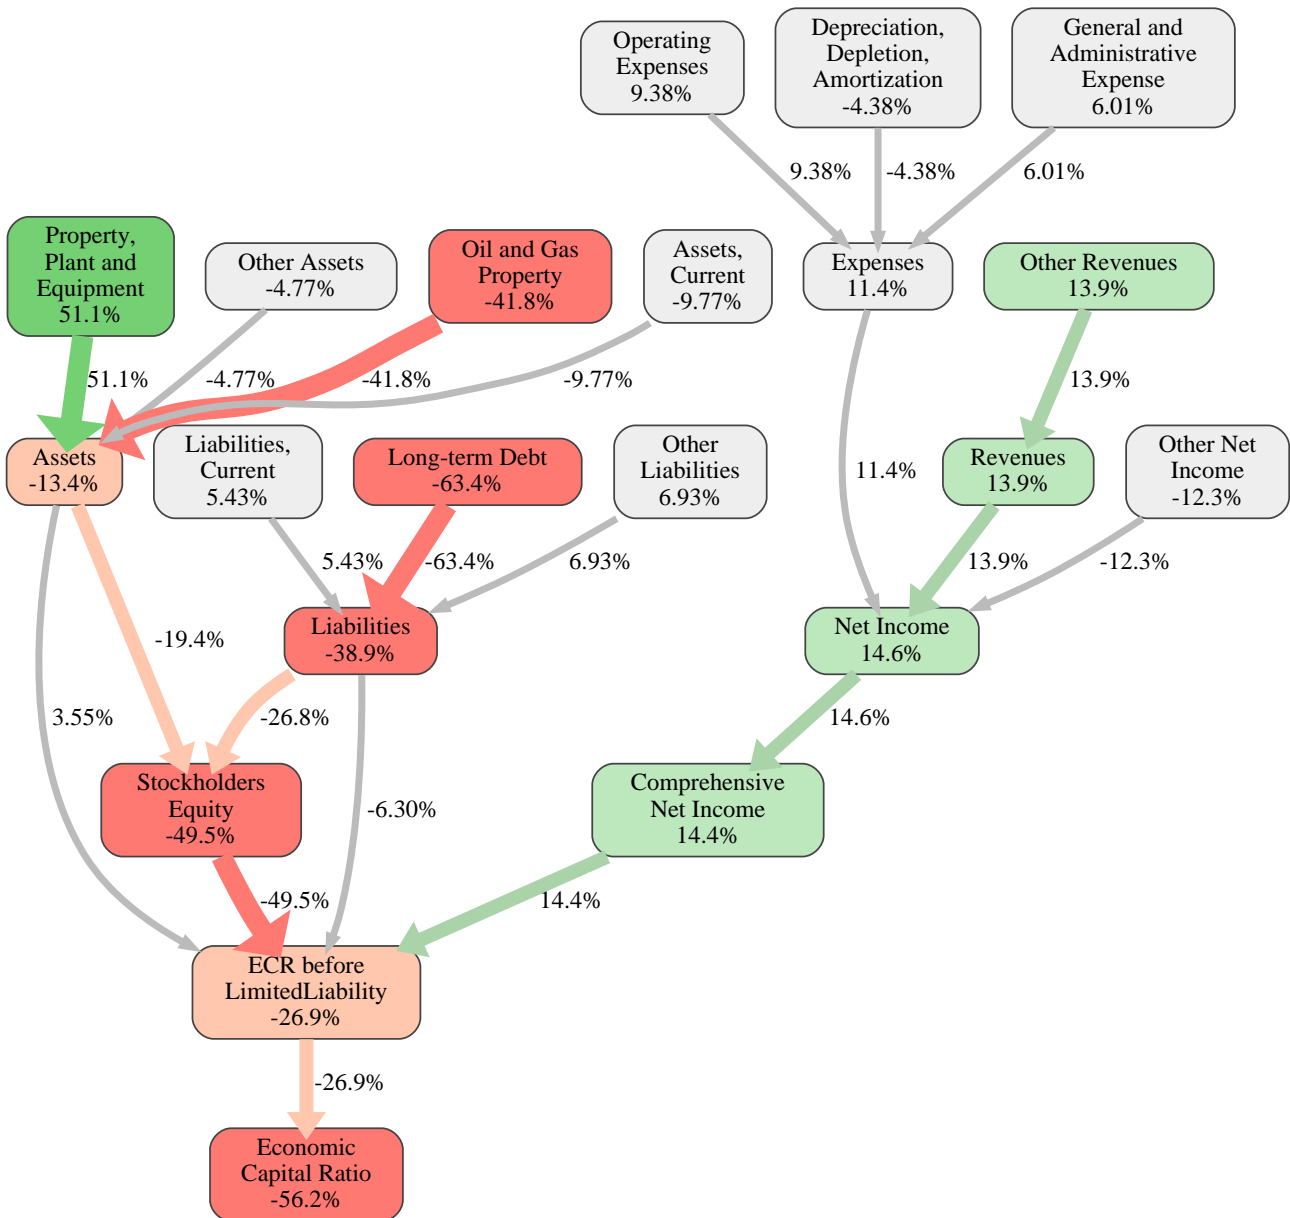 Operating
Expenses
9.38%
Depreciation,
Depletion,
Amortization
-4.38%
General and
Administrative
Expense
6.01%
9.38%
-4.38%
6.01%
Property,
Plant and
Equipment
51.1%
Other Assets
-4.77%
Oil and Gas
Property
-41.8%
Assets,
Current
-9.77%
Expenses
11.4%
Other Revenues
13.9%
51.1%
-4.77%
-41.8%
-9.77%
13.9%
Assets
-13.4%
Liabilities,
Current
5.43%
Long-term Debt
-63.4%
Other
Liabilities
6.93%
11.4%
Revenues
13.9%
Other Net
Income
-12.3%
5.43%
-63.4%
6.93%
13.9%
-12.3%
-19.4%
Liabilities
-38.9%
Net Income
14.6%
3.55%
-26.8%
14.6%
Stockholders
Equity
-49.5%
-6.30%
Comprehensive
Net Income
14.4%
-49.5%
14.4%
ECR before
LimitedLiability
-26.9%
-26.9%
Economic
Capital Ratio
-56.2%